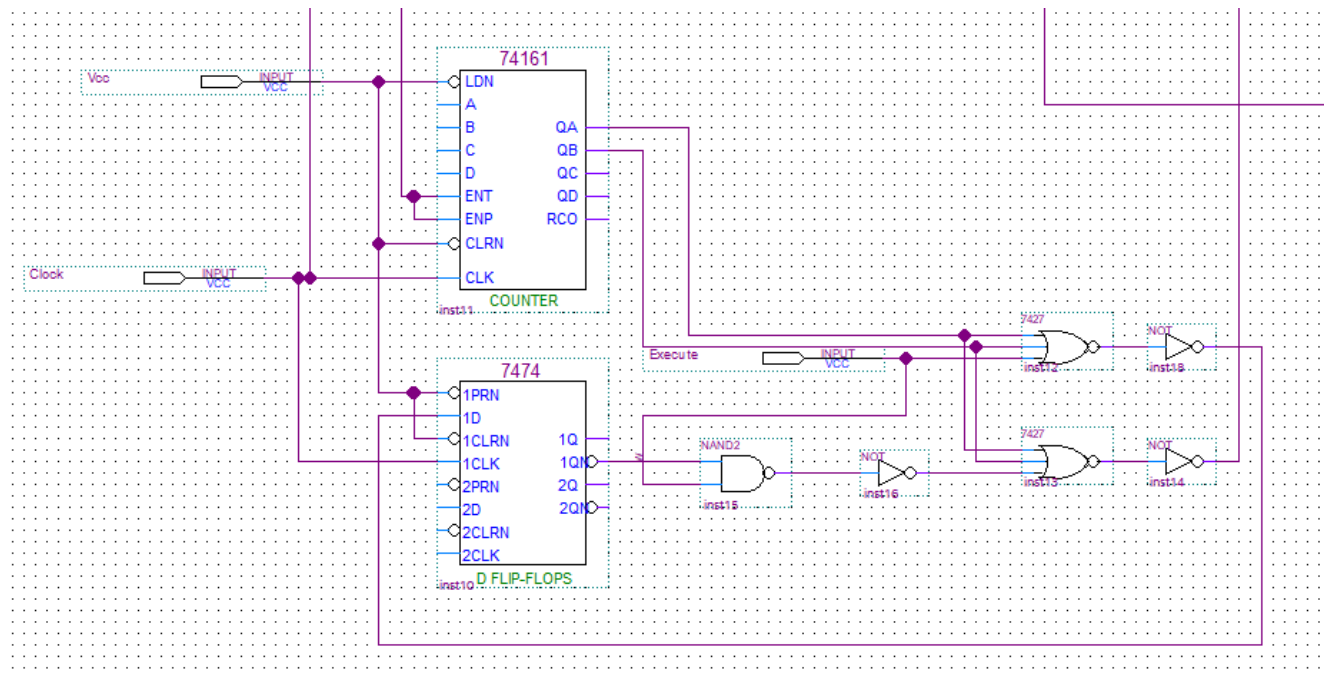 Vcc
INPUT
VCC
74161
LDN
A
B
C
D
ENT
ENP
CLRN
CLK
QA
QB
QC
QD
RCO
COUNTER
inst11
Clock
INPUT
VCC
Execute
INPUT
VCC
7427
inst12
NOT
inst18
7474
1PRN
1D
1CLRN
1CLK
2PRN
2D
2CLRN
2CLK
1Q
1QN
2Q
2QN
D FLIP-FLOPS
inst10
NAND2
inst15
NOT
inst16
7427
inst13
NOT
inst14